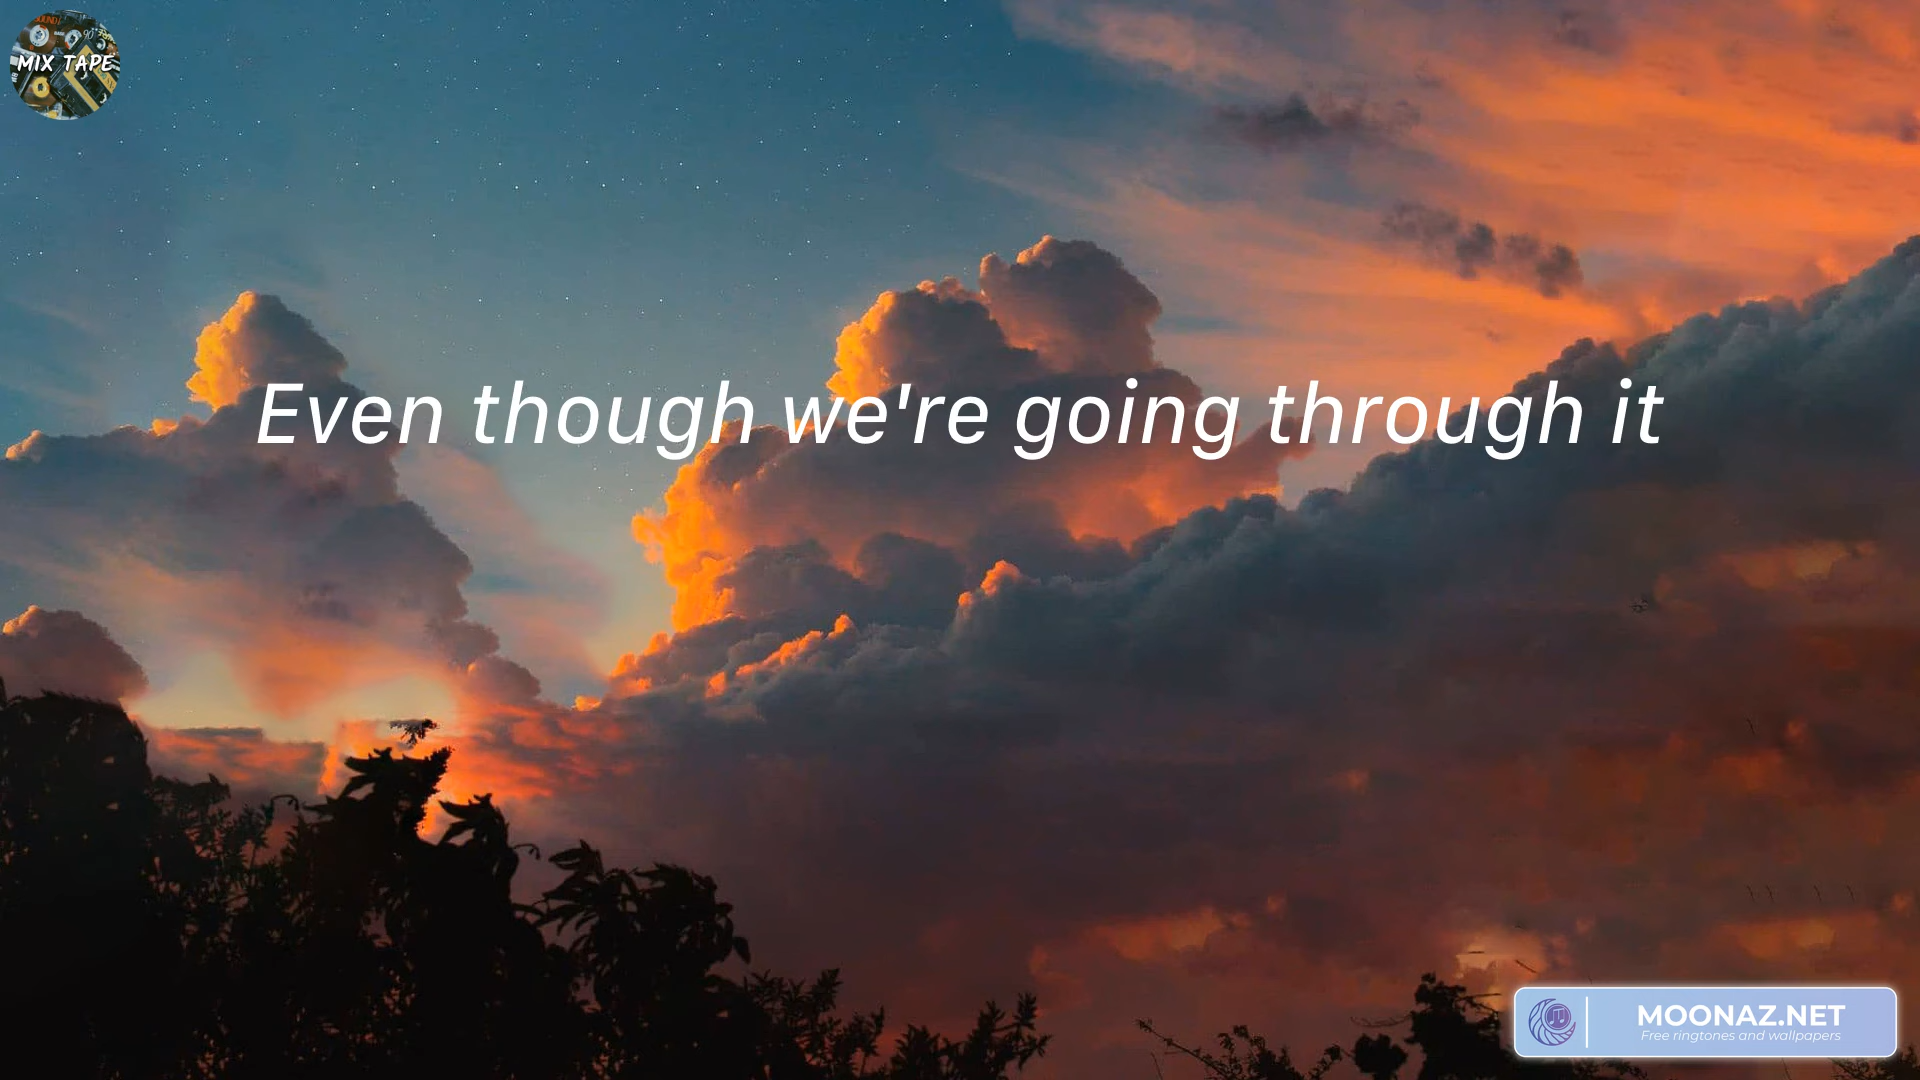 MIX TAPE
Even though we're going through it
MOONAZ.NET
Free ringtones and wallpapers